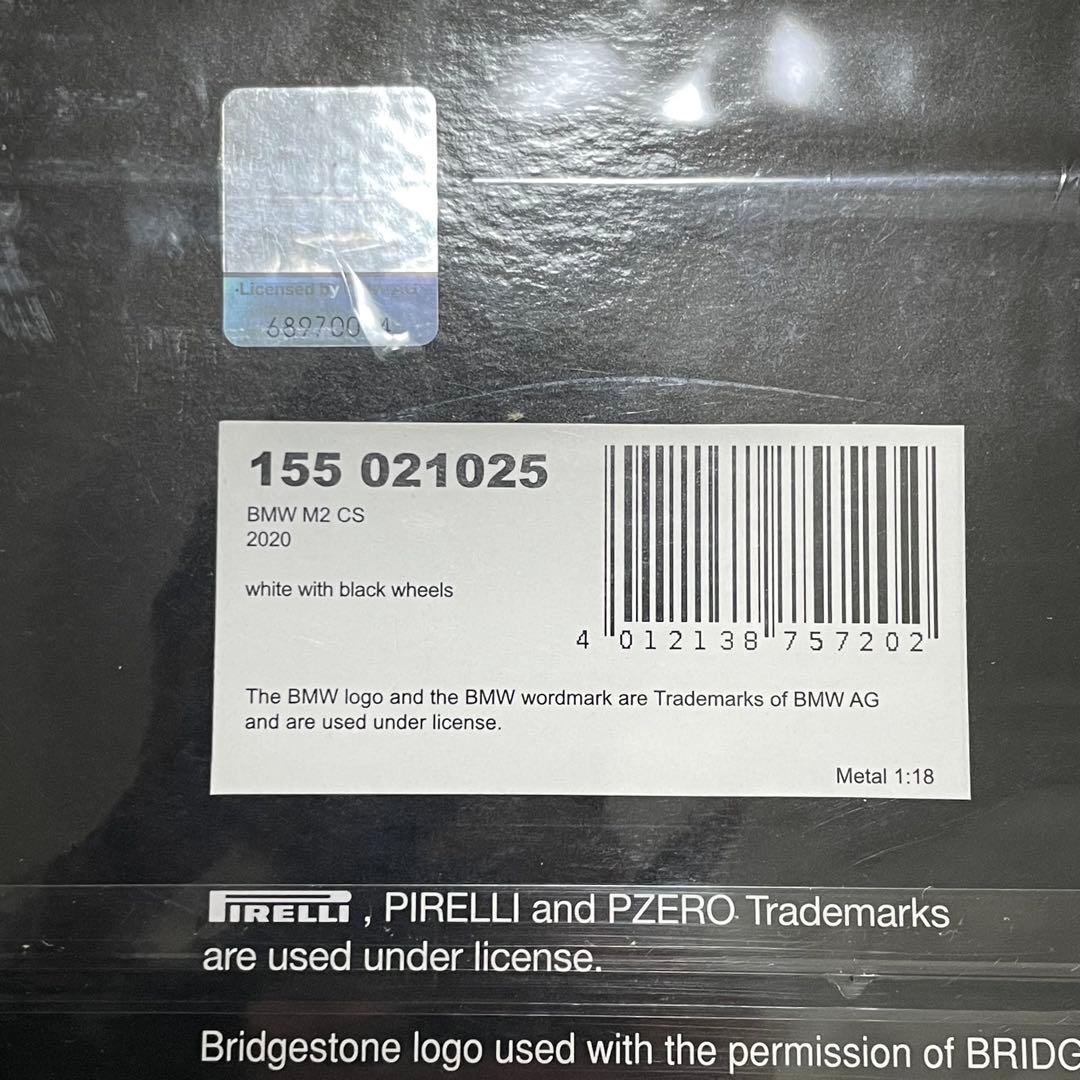 Licensed by
155 021025
BMW M2 CS
2020
white with black wheels
4 012138 757202
The BMW logo and the BMW wordmark are Trademarks of BMW AG
and are used under license.
Metal 1:18
PIRELLI , PIRELLI and PZERO Trademarks
are used under license.
Bridgestone logo used with the permission of BRIDG